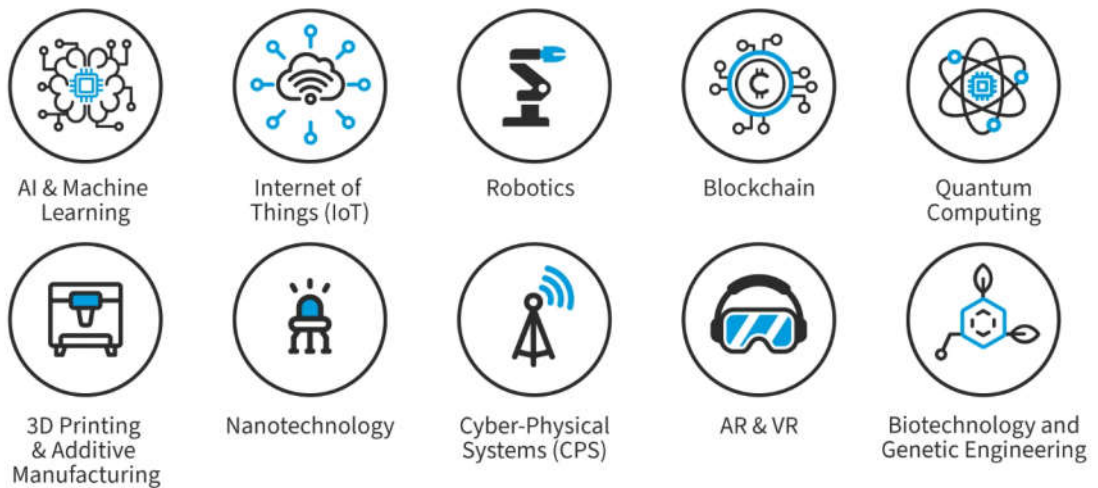 AI & Machine
Learning
Internet of
Things (IoT)
Robotics
Blockchain
Quantum
Computing
3D Printing
& Additive
Manufacturing
Nanotechnology
Cyber-Physical
Systems (CPS)
AR & VR
Biotechnology and
Genetic Engineering